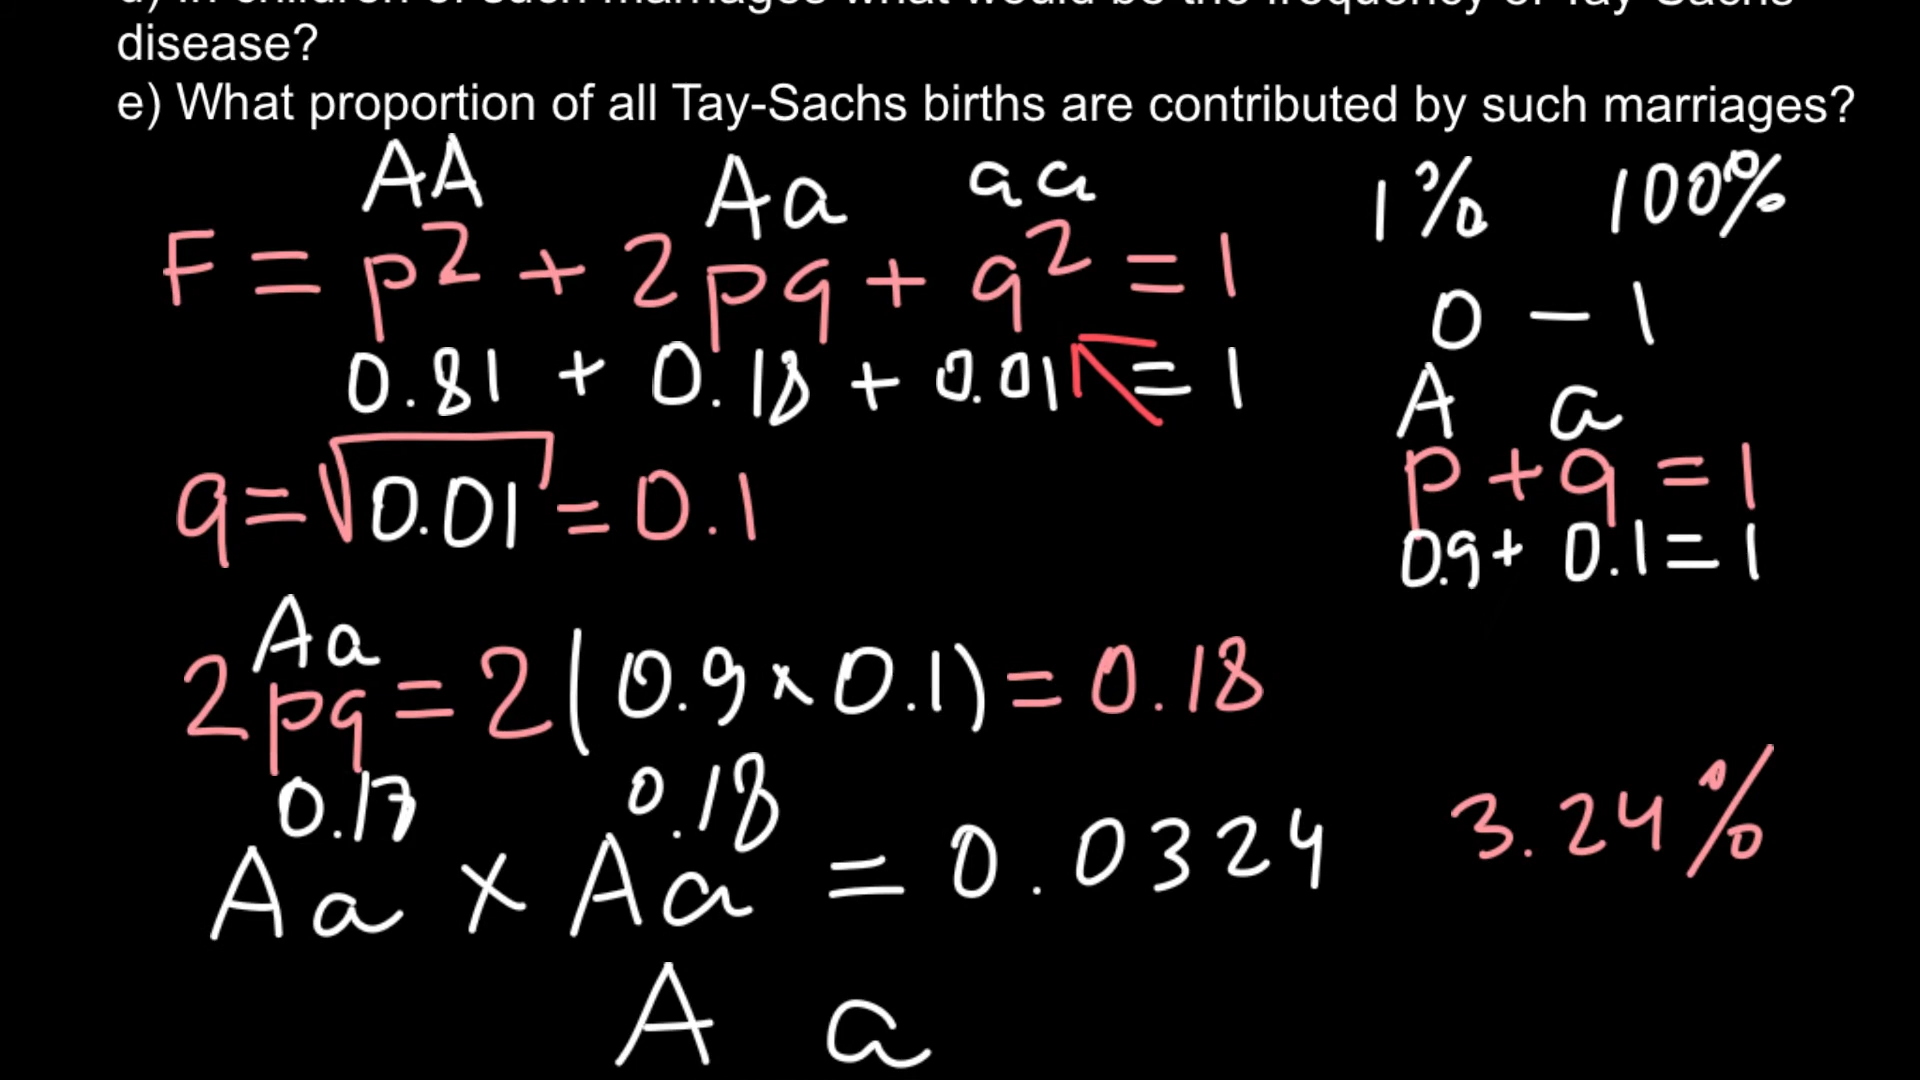 disease?
e) What proportion of all Tay-Sachs births are contributed by such marriages?
AA Aa aa 1% 100%
F = p² + 2pq + q² = 1
0 - 1
0.81 + 0.18 + 0.01 = 1
A a
p + q = 1
q = √0.01 = 0.1
0.9 + 0.1 = 1
Aa
2pq = 2(0.9 x 0.1) = 0.18
0.17 0.18
Aa x Aa = 0.0324 3.24%
A a